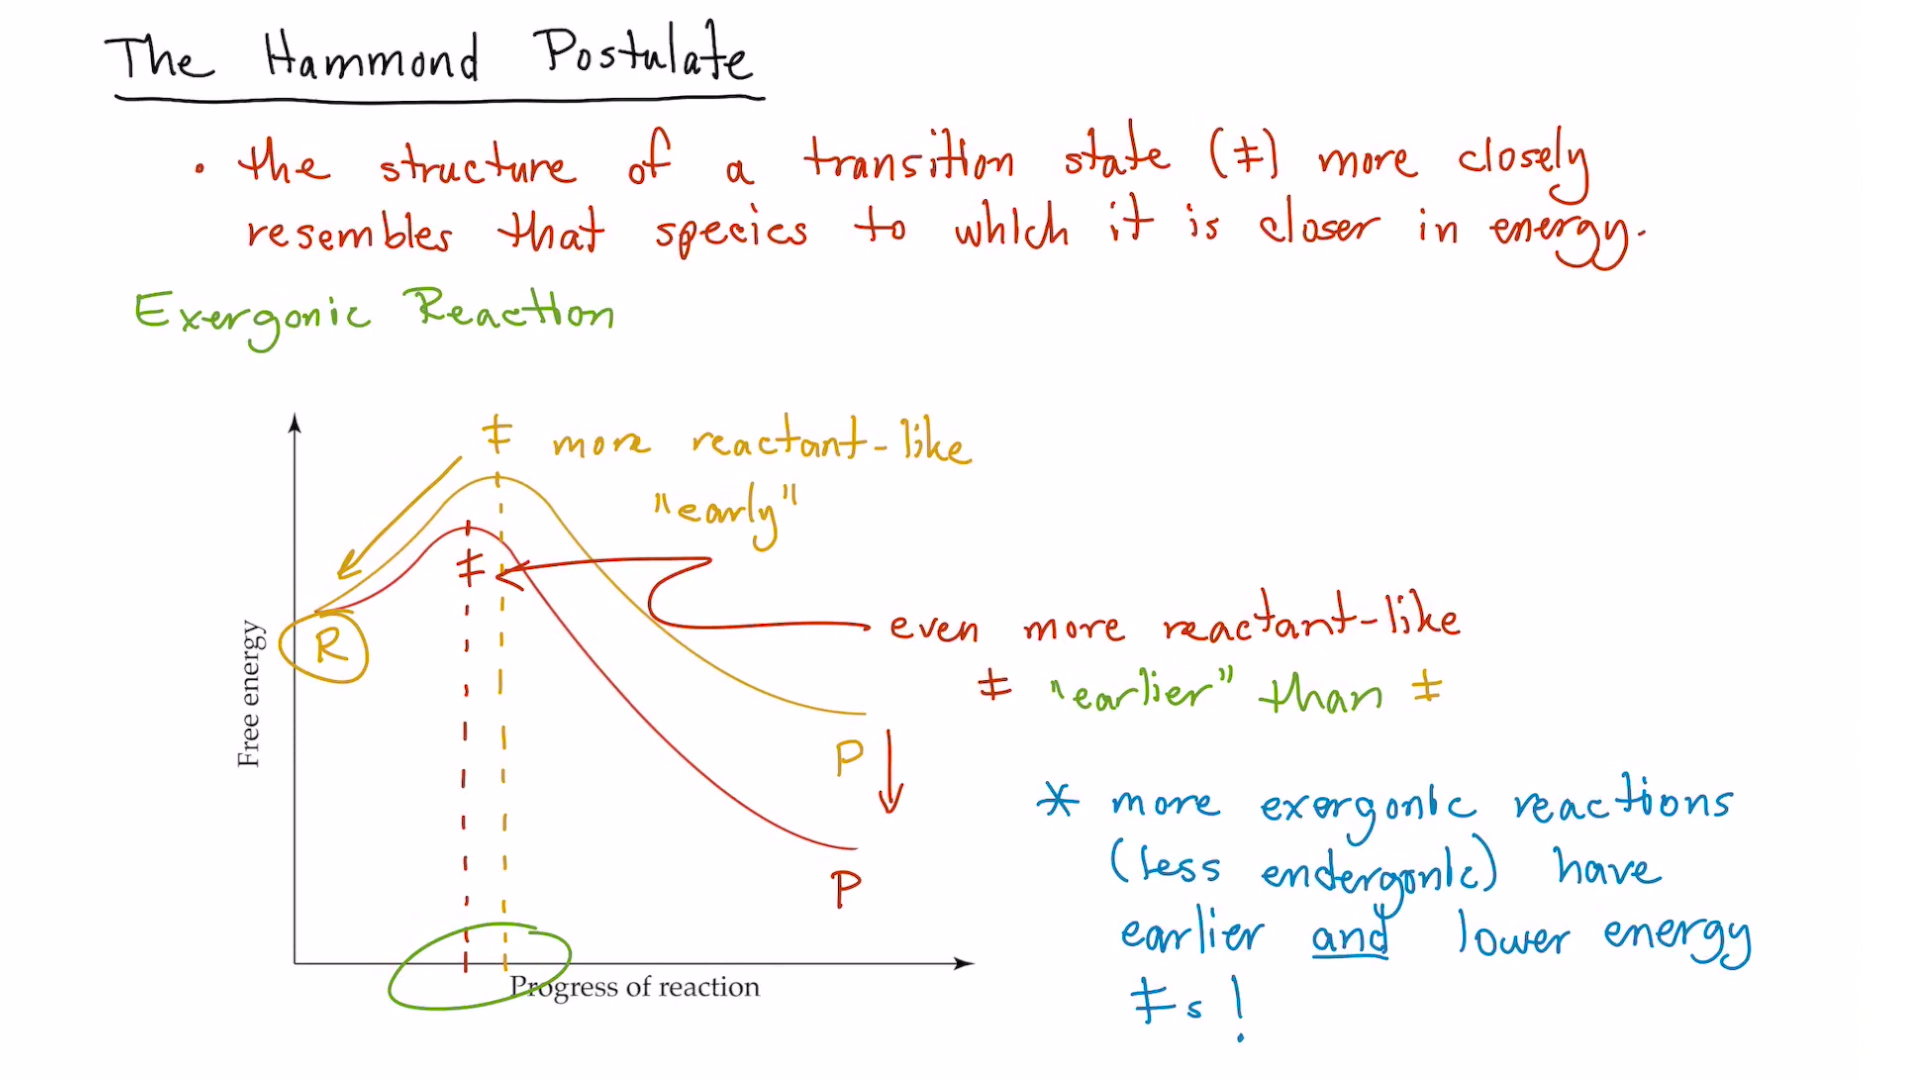 The Hammond Postulate
• the structure of a transition state (‡) more closely
resembles that species to which it is closer in energy.
Exergonic Reaction
‡ more reactant-like
"early"
‡
R
Free energy
even more reactant-like
‡ "earlier" than ‡
P
P
* more exergonic reactions
(less endergonic) have
earlier and lower energy
‡s!
Progress of reaction